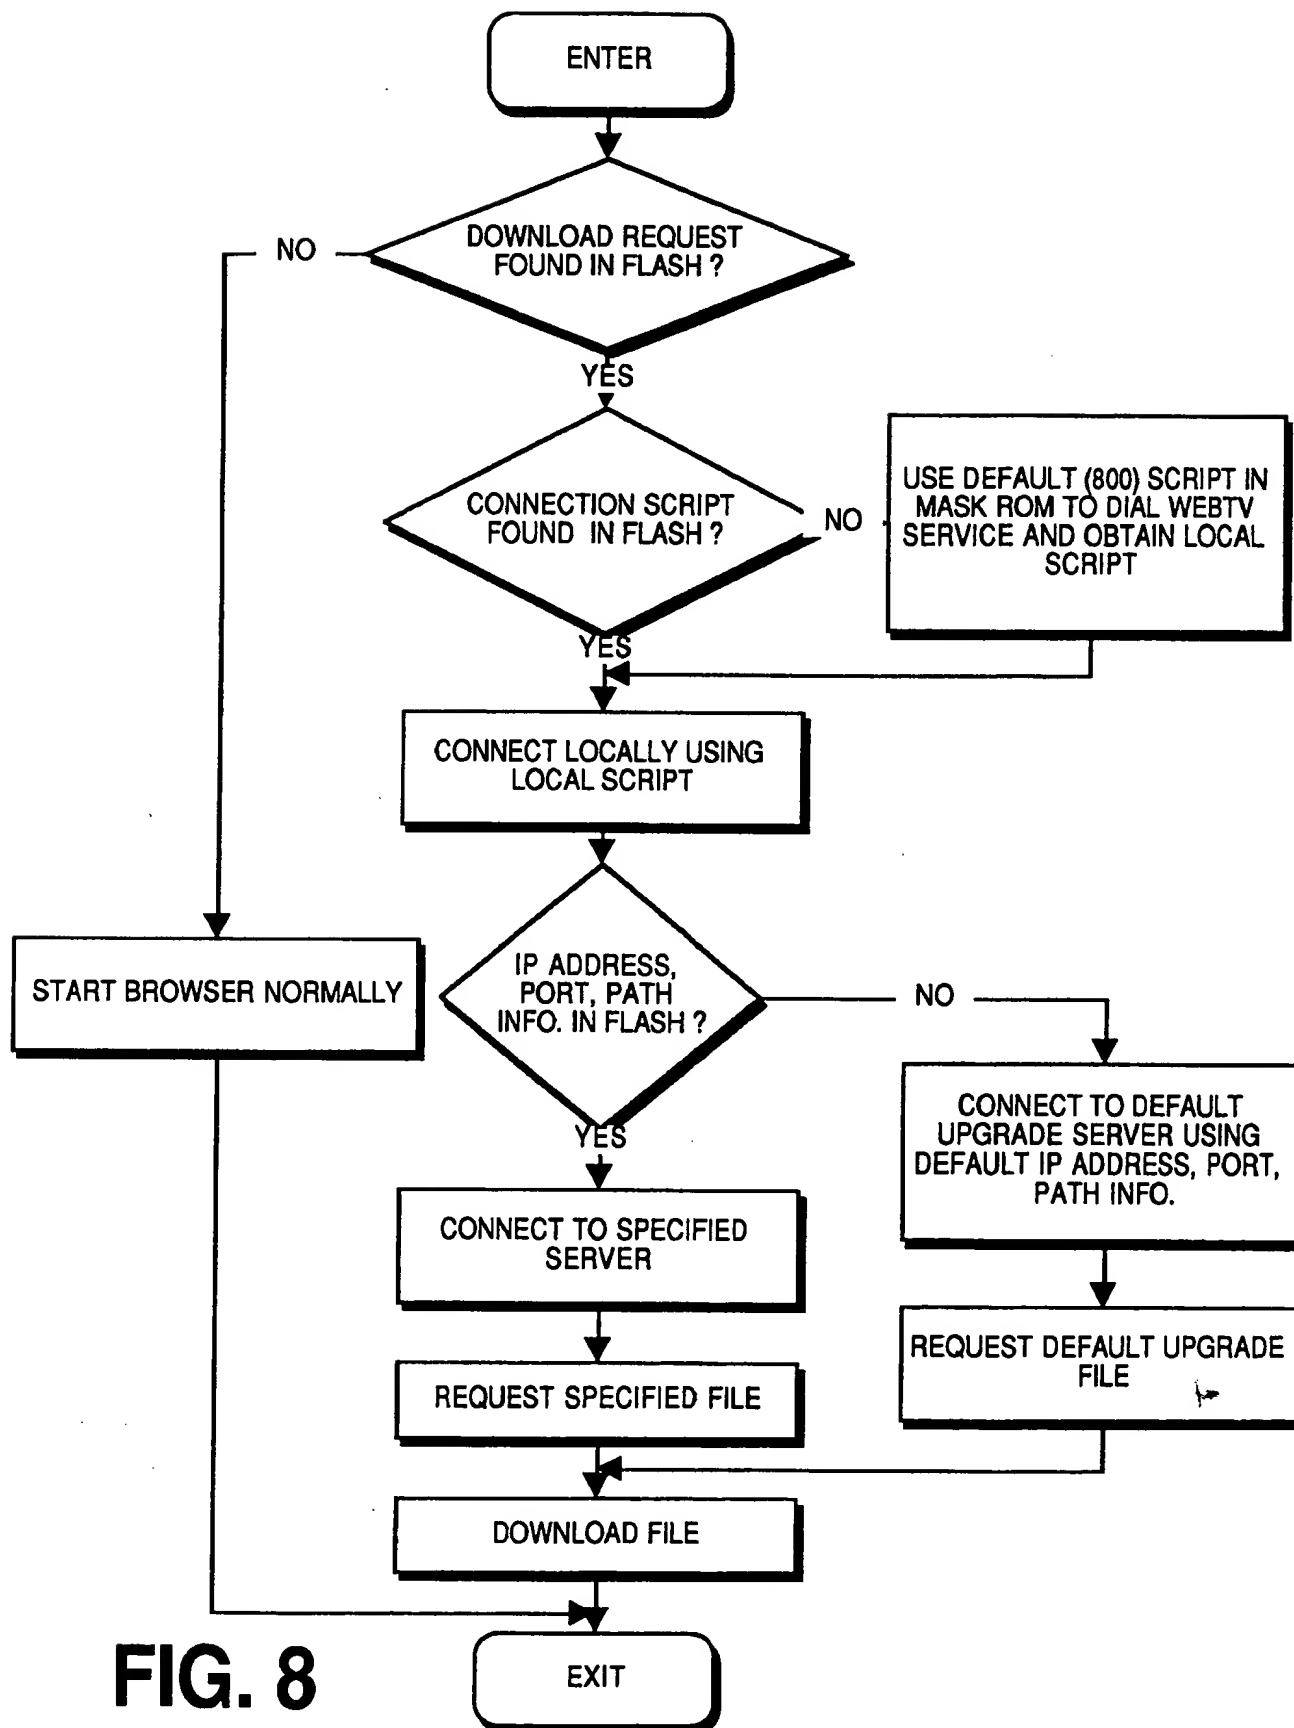 ENTER
DOWNLOAD REQUEST
FOUND IN FLASH ?
NO
YES
CONNECTION SCRIPT
FOUND IN FLASH ?
NO
USE DEFAULT (800) SCRIPT IN
MASK ROM TO DIAL WEBTV
SERVICE AND OBTAIN LOCAL
SCRIPT
YES
CONNECT LOCALLY USING
LOCAL SCRIPT
START BROWSER NORMALLY
IP ADDRESS,
PORT, PATH
INFO. IN FLASH ?
NO
YES
CONNECT TO DEFAULT
UPGRADE SERVER USING
DEFAULT IP ADDRESS, PORT,
PATH INFO.
CONNECT TO SPECIFIED
SERVER
REQUEST DEFAULT UPGRADE
FILE
REQUEST SPECIFIED FILE
DOWNLOAD FILE
EXIT
FIG. 8